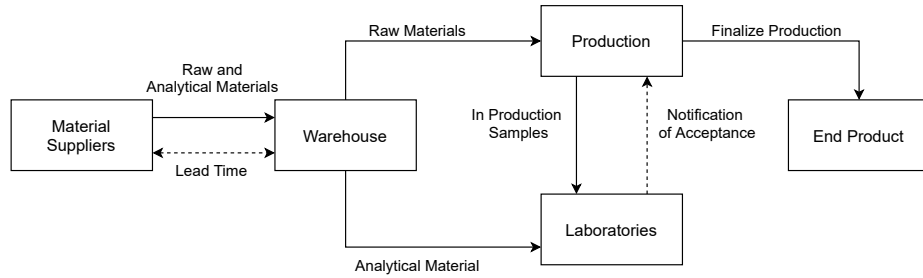 Raw Materials
Production
Finalize Production
Raw and
Analytical Materials
In Production
Samples
Notification
of Acceptance
Material
Suppliers
Warehouse
End Product
Lead Time
Laboratories
Analytical Material